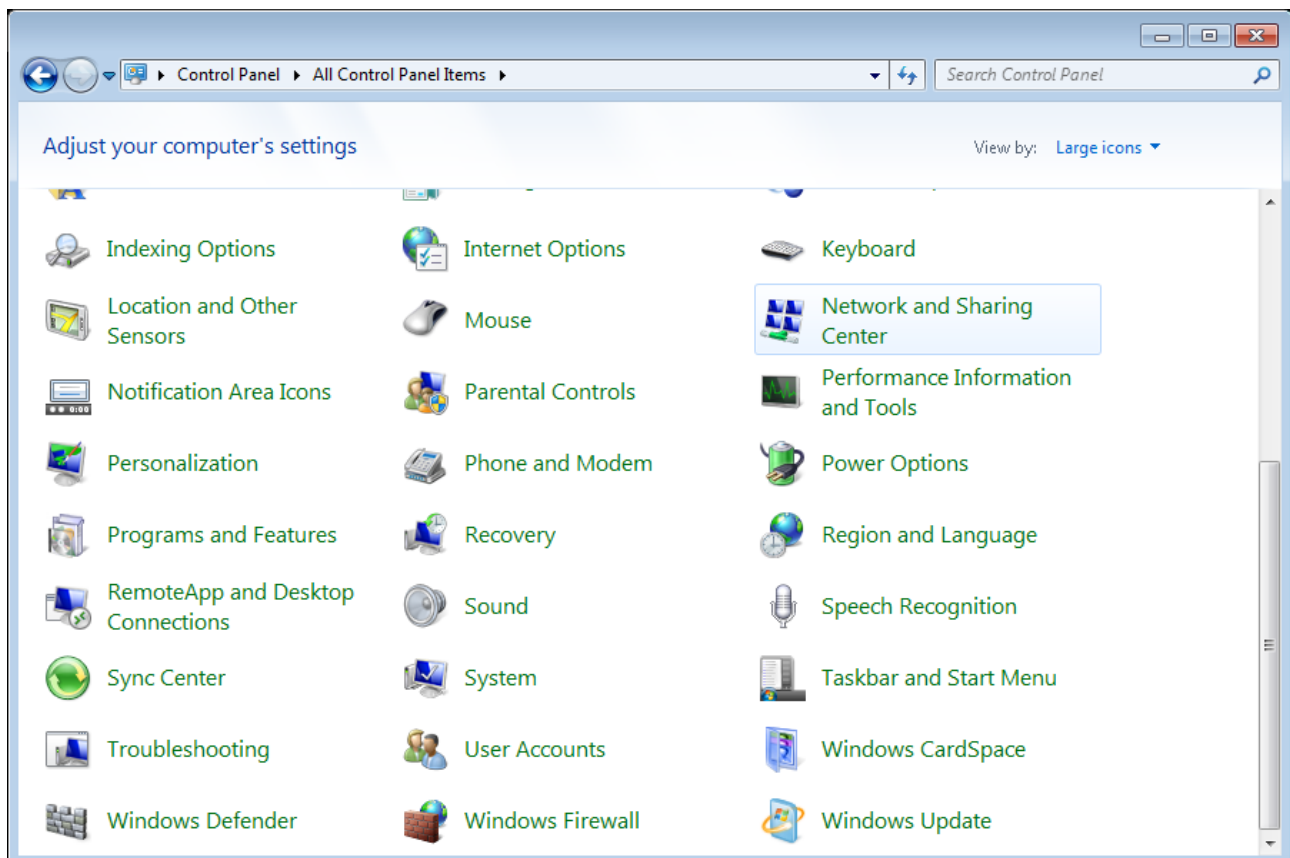 Control Panel
All Control Panel Items
Search Control Panel
Adjust your computer's settings
View by: Large icons
Indexing Options
Internet Options
Keyboard
Location and Other
Sensors
Mouse
Network and Sharing
Center
Notification Area Icons
Parental Controls
Performance Information
and Tools
Personalization
Phone and Modem
Power Options
Programs and Features
Recovery
Region and Language
RemoteApp and Desktop
Connections
Sound
Speech Recognition
Sync Center
System
Taskbar and Start Menu
Troubleshooting
User Accounts
Windows CardSpace
Windows Defender
Windows Firewall
Windows Update